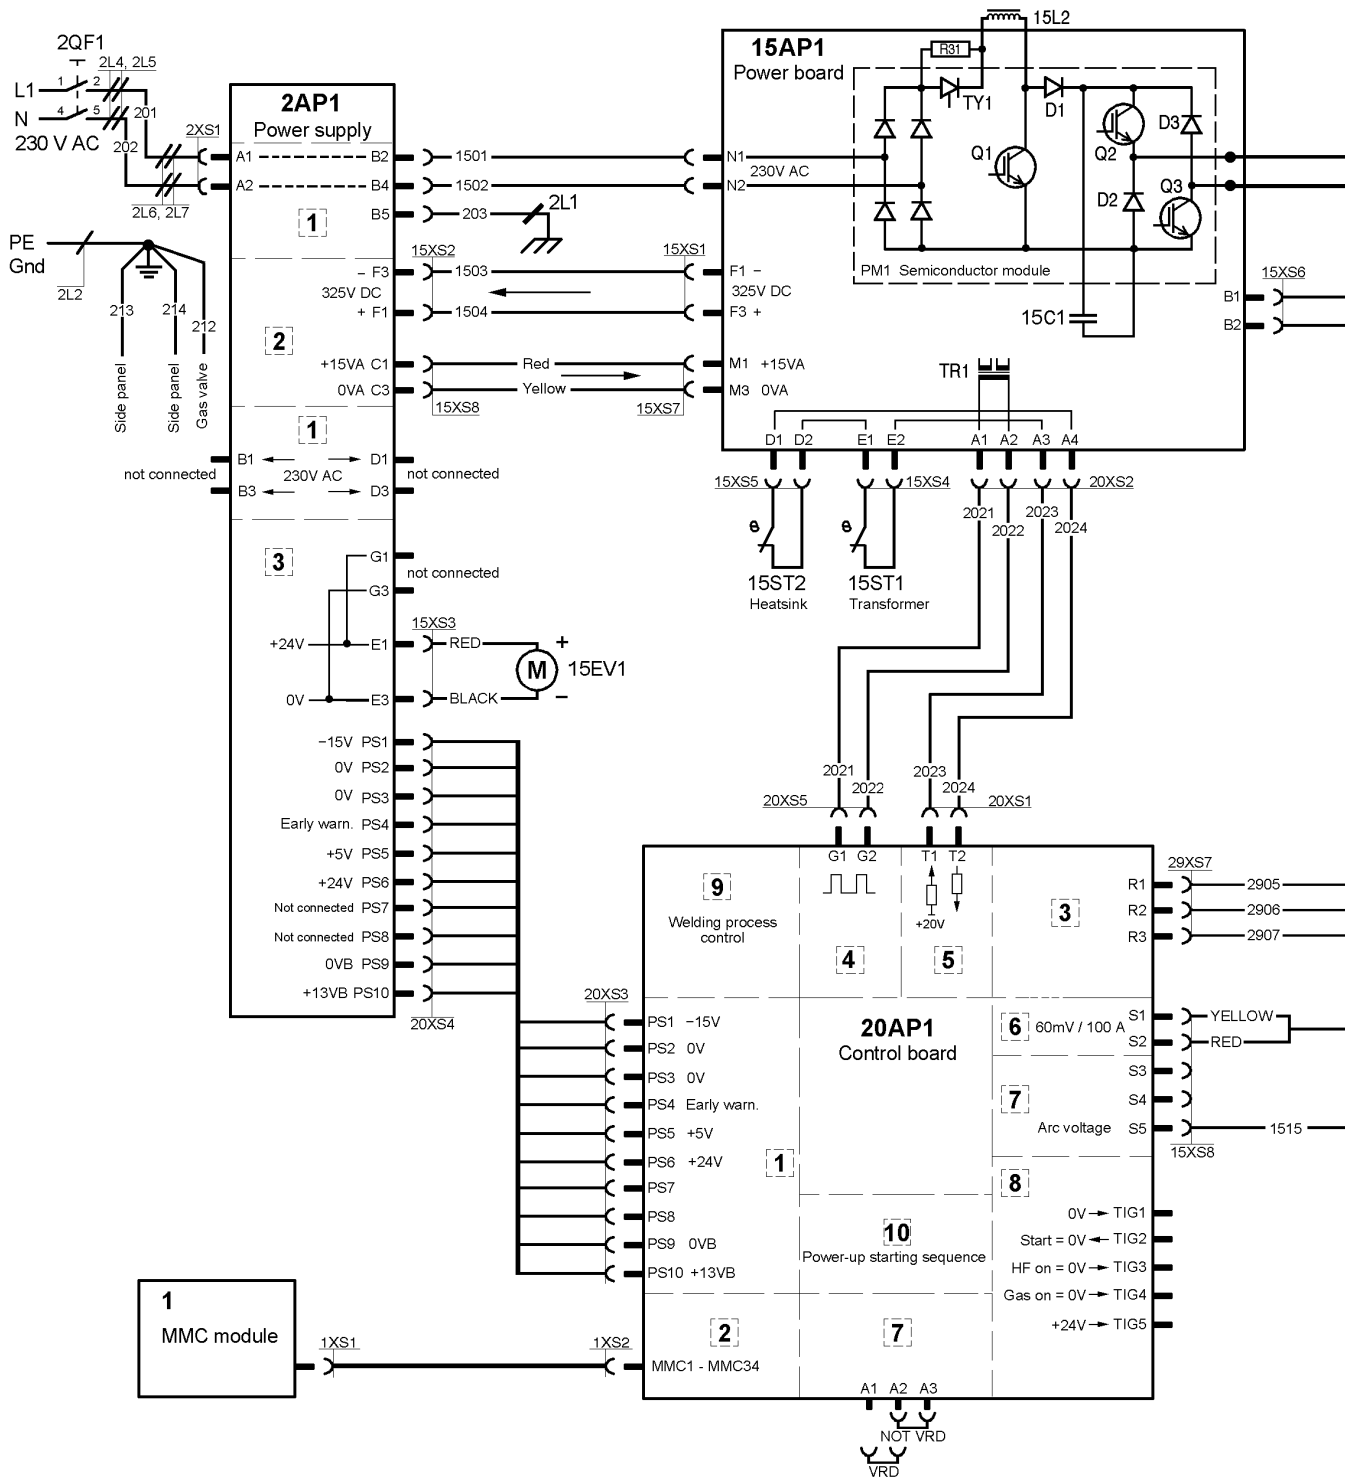 2QF1
2L4, 2L5
L1 1 2
N 4 5
230 V AC
201
202
2XS1
2L6, 2L7
PE
Gnd
2L2
213
214
212
Side panel
Side panel
Gas valve
2AP1
Power supply
A1 B2
A2 B4
1
B5
− F3
325V DC
+ F1
2
+15VA C1
0VA C3
1
B1 D1
230V AC
B3 D3
not connected
not connected
3
G1
not connected
G3
+24V E1
0V E3
−15V PS1
0V PS2
0V PS3
Early warn. PS4
+5V PS5
+24V PS6
Not connected PS7
Not connected PS8
0VB PS9
+13VB PS10
20XS4
1501
1502
203
2L1
15XS2
15XS1
1503
1504
Red
Yellow
15XS8
15XS7
15XS3
RED
BLACK
+
M
−
15EV1
15L2
15AP1
Power board
R31
TY1
D1
Q1
Q2
D2
D3
Q3
N1
230V AC
N2
PM1 Semiconductor module
F1 −
325V DC
F3 +
15C1
15XS6
B1
B2
M1 +15VA
M3 0VA
TR1
D1 D2 E1 E2 A1 A2 A3 A4
15XS5
15XS4
20XS2
2021
2022
2023
2024
θ
θ
15ST2
Heatsink
15ST1
Transformer
2021
2022
2023
2024
20XS5
20XS1
G1 G2 T1 T2
+20V
9
Welding process
control
4
5
3
29XS7
R1 2905
R2 2906
R3 2907
20XS3
20AP1
Control board
6 60mV / 100 A
S1 YELLOW
S2 RED
S3
7
S4
Arc voltage S5
1515
15XS8
PS1 −15V
PS2 0V
PS3 0V
PS4 Early warn.
PS5 +5V
PS6 +24V
PS7
PS8
PS9 0VB
PS10 +13VB
1
8
10
Power-up starting sequence
0V TIG1
Start = 0V TIG2
HF on = 0V TIG3
Gas on = 0V TIG4
+24V TIG5
1
MMC module
1XS1
1XS2
2
MMC1 - MMC34
7
A1 A2 A3
NOT VRD
VRD